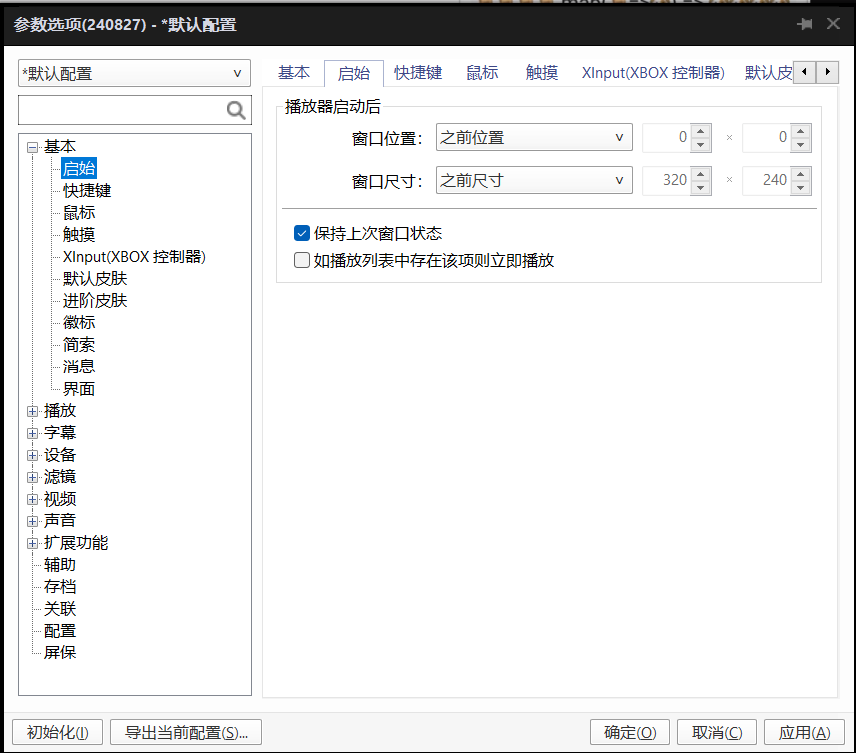 参数选项(240827) - *默认配置
*默认配置
基本 启始 快捷键 鼠标 触摸 XInput(XBOX 控制器) 默认皮
播放器启动后
窗口位置： 之前位置 0 × 0
窗口尺寸： 之前尺寸 320 × 240
保持上次窗口状态
如播放列表中存在该项则立即播放
基本
启始
快捷键
鼠标
触摸
XInput(XBOX 控制器)
默认皮肤
进阶皮肤
徽标
简索
消息
界面
播放
字幕
设备
滤镜
视频
声音
扩展功能
辅助
存档
关联
配置
屏保
初始化(I) 导出当前配置(S)... 确定(O) 取消(C) 应用(A)